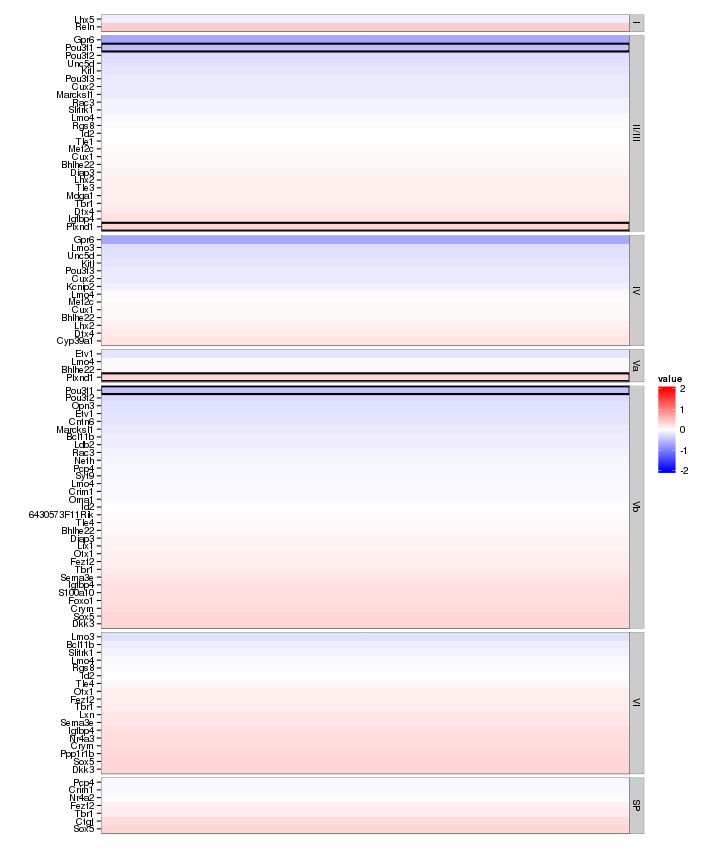 Lhx5
Reln
I
Gpr6
Pou3f1
Pou3f2
Unc5d
Kitl
Pou3f3
Cux2
Marcksl1
Rac3
Slitrk1
Lmo4
Rgs8
Id2
Tle1
Mef2c
Cux1
Bhlhe22
Diap3
Lhx2
Tle3
Mdga1
Tbr1
Dtx4
Igfbp4
Plxnd1
II/III
Gpr6
Lmo3
Unc5d
Kitl
Pou3f3
Cux2
Kcnip2
Lmo4
Mef2c
Cux1
Bhlhe22
Lhx2
Dtx4
Cyp39a1
IV
Etv1
Lmo4
Bhlhe22
Plxnd1
Va
Pou3f1
Pou3f2
Opn3
Etv1
Cntn6
Marcksl1
Bcl11b
Ldb2
Rac3
Nefh
Pcp4
Syt9
Lmo4
Crim1
Oma1
Id2
6430573F11Rik
Tle4
Bhlhe22
Diap3
Lix1
Otx1
Fezf2
Tbr1
Sema3e
Igfbp4
S100a10
Foxo1
Crym
Sox5
Dkk3
Vb
Lmo3
Bcl11b
Slitrk1
Lmo4
Rgs8
Id2
Tle4
Otx1
Fezf2
Tbr1
Lxn
Sema3e
Igfbp4
Nr4a3
Crym
Ppp1r1b
Sox5
Dkk3
VI
Pcp4
Crim1
Nr4a2
Fezf2
Tbr1
Ctgf
Sox5
SP
value
2
1
0
-1
-2